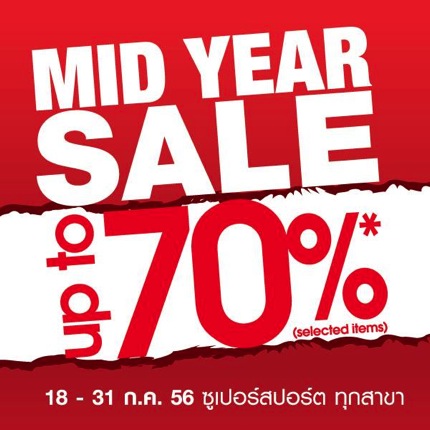 MID YEAR
SALE
up to 70%*
(selected items)
18 - 31 ก.ค. 56 ซูเปอร์สปอร์ต ทุกสาขา